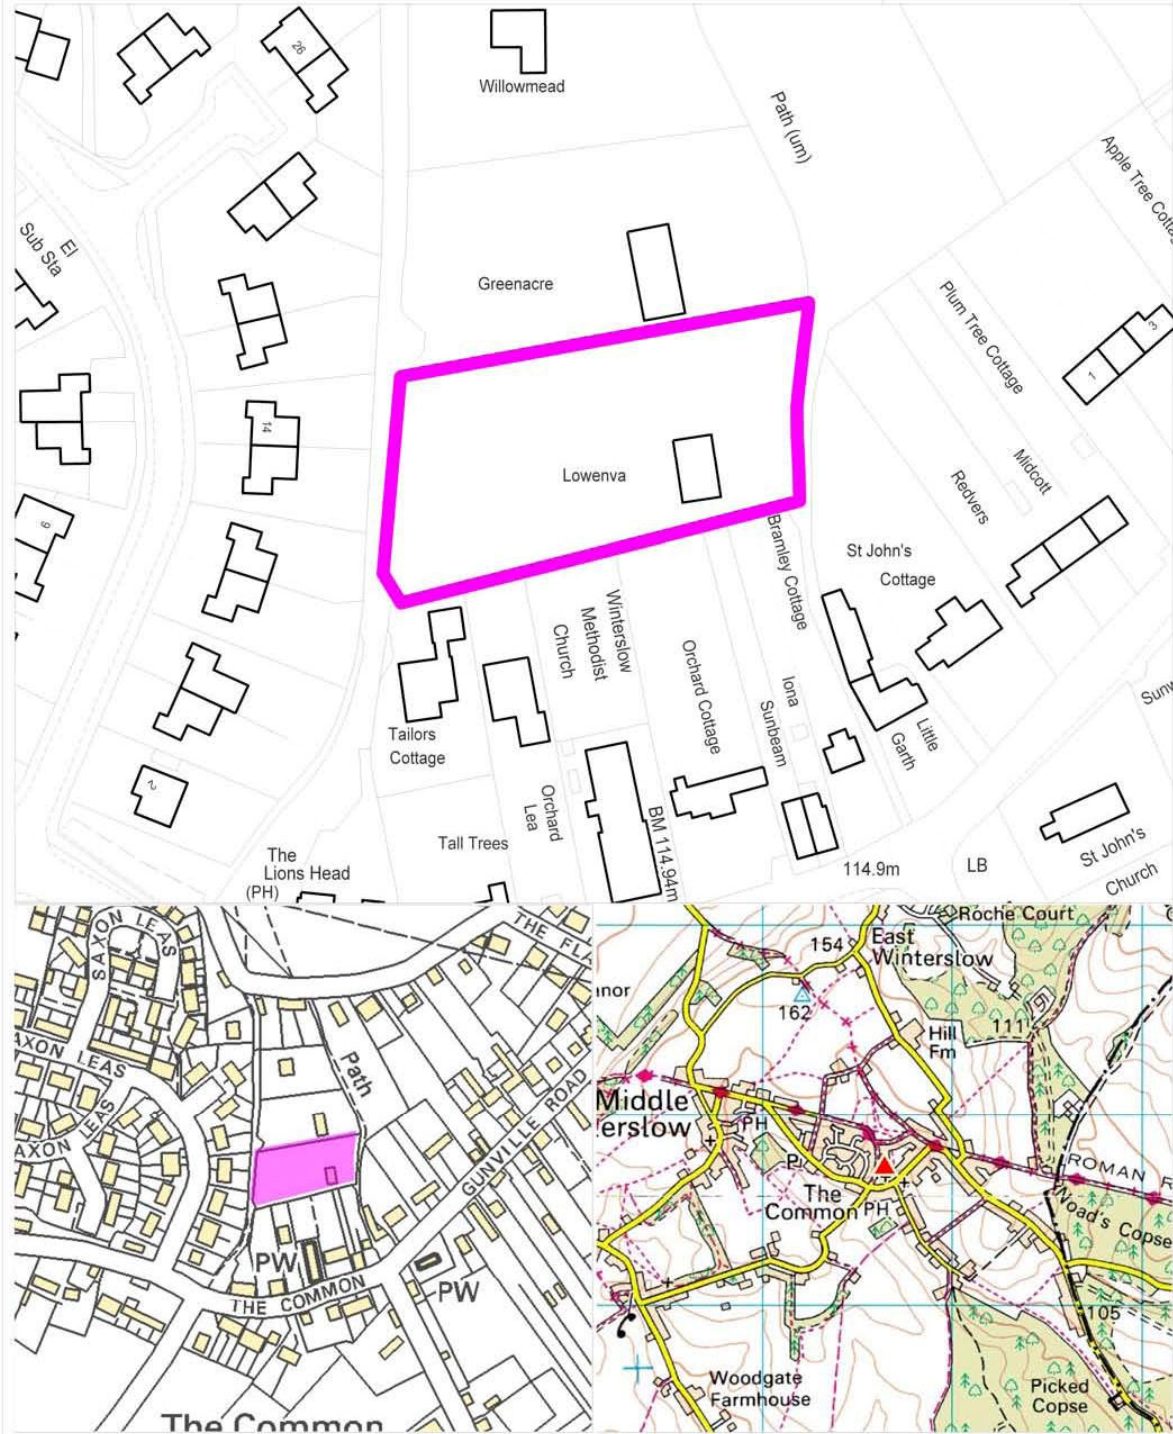 26
Willowmead
Path (um)
Apple Tree Cotta
El
Sub Sta
Greenacre
Plum Tree Cottage
3
1
14
Lowenva
Midcott
Redvers
9
Bramley Cottage
St John's
Cottage
Winterslow
Methodist
Church
Orchard Cottage
Iona
Sunbeam
Little
Garth
Sunw
Tailors
Cottage
2
Orchard
Lea
BM 114.94m
Tall Trees
The
Lions Head
(PH)
114.9m
LB
St John's
Church
SAXON LEAS
THE FL
AXON LEAS
AXON LEAS
Path
GUNVILLE ROAD
PW
THE COMMON
PW
The Common
Roche Court
154
East
Winterslow
nor
162
111
Hill
Fm
Middle
erslow
PH
P
ROMAN R
The
Common
PH
Noad's Copse
105
Woodgate
Farmhouse
Picked
Copse